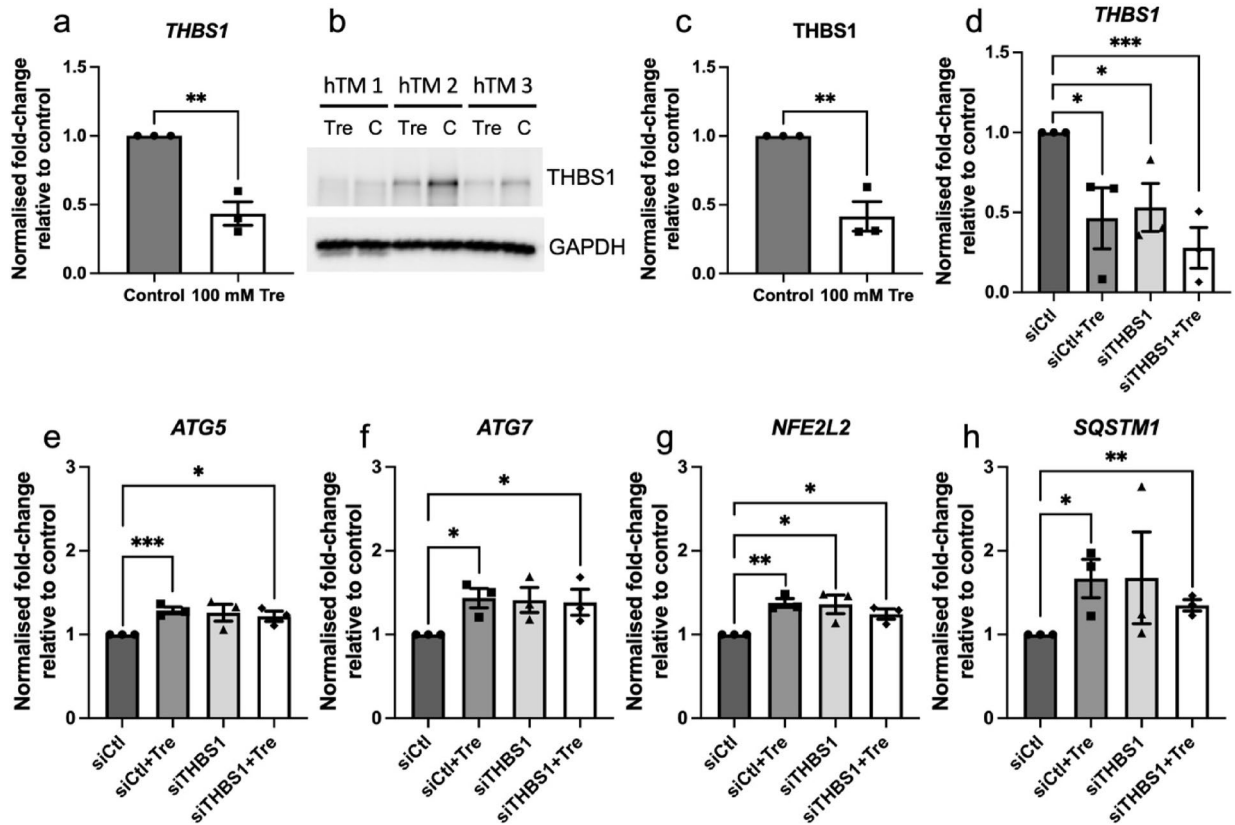 a
THBS1
Normalised fold-change
relative to control
1.5
1.0
0.5
0.0
**
Control
100 mM Tre
b
hTM 1 hTM 2 hTM 3
Tre C Tre C Tre C
THBS1
GAPDH
c
THBS1
Normalised fold-change
relative to control
1.5
1.0
0.5
0.0
**
Control
100 mM Tre
d
THBS1
Normalised fold-change
relative to control
1.5
1.0
0.5
0.0
***
*
*
siCtl
siCtl+Tre
siTHBS1
siTHBS1+Tre
e
ATG5
Normalised fold-change
relative to control
3
2
1
0
*
***
siCtl
siCtl+Tre
siTHBS1
siTHBS1+Tre
f
ATG7
Normalised fold-change
relative to control
3
2
1
0
*
*
siCtl
siCtl+Tre
siTHBS1
siTHBS1+Tre
g
NFE2L2
Normalised fold-change
relative to control
3
2
1
0
*
*
**
siCtl
siCtl+Tre
siTHBS1
siTHBS1+Tre
h
SQSTM1
Normalised fold-change
relative to control
3
2
1
0
**
*
siCtl
siCtl+Tre
siTHBS1
siTHBS1+Tre